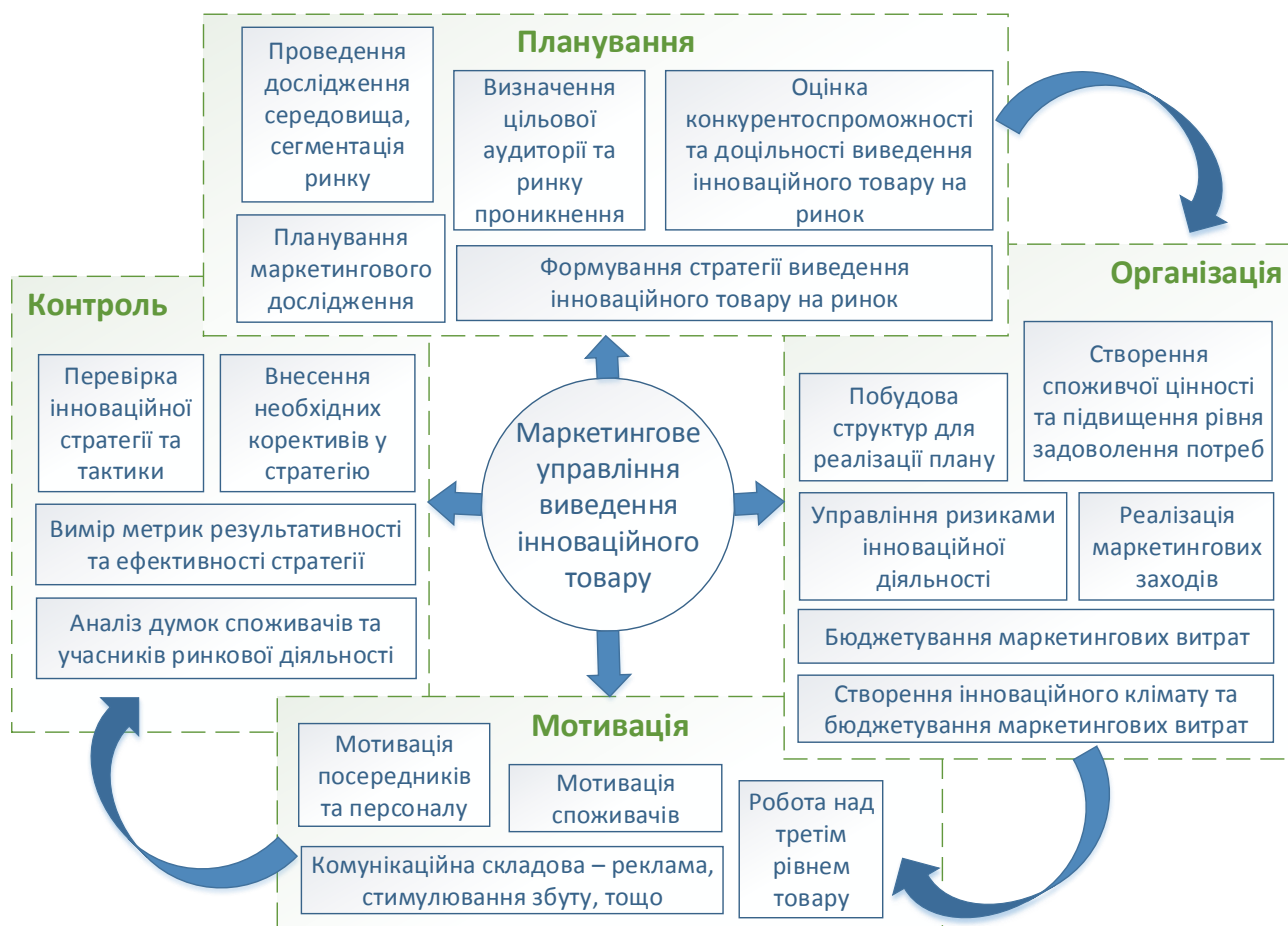 Планування
Проведення
дослідження
середовища,
сегментація
ринку
Визначення
цільової
аудиторії та
ринку
проникнення
Оцінка
конкурентоспроможності
та доцільності виведення
інноваційного товару на
ринок
Планування
маркетингового
дослідження
Формування стратегії виведення
інноваційного товару на ринок
Організація
Створення
споживчої цінності
та підвищення рівня
задоволення потреб
Побудова
структур для
реалізації плану
Управління ризиками
інноваційної
діяльності
Реалізація
маркетингових
заходів
Бюджетування маркетингових витрат
Створення інноваційного клімату та
бюджетування маркетингових витрат
Контроль
Перевірка
інноваційної
стратегії та
тактики
Внесення
необхідних
корективів у
стратегію
Вимір метрик результативності
та ефективності стратегії
Аналіз думок споживачів та
учасників ринкової діяльності
Маркетингове
управління
виведення
інноваційного
товару
Мотивація
Мотивація
посередників
та персоналу
Мотивація
споживачів
Робота над
третім
рівнем
товару
Комунікаційна складова – реклама,
стимулювання збуту, тощо